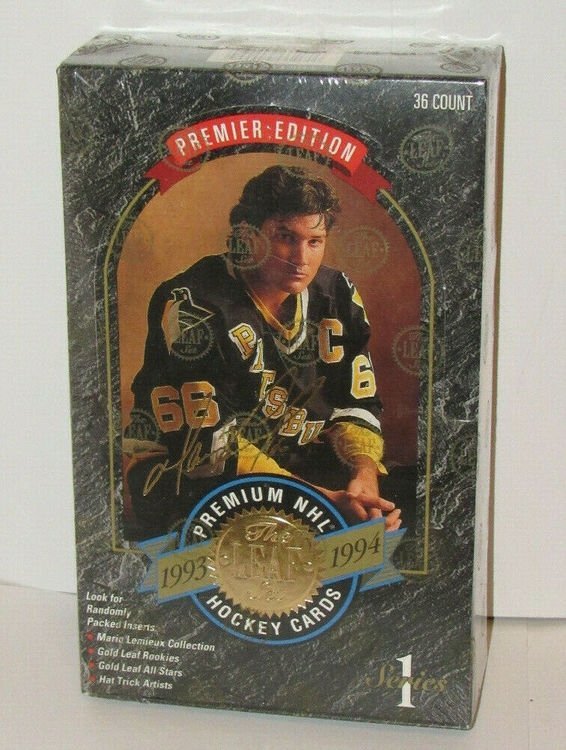 36 COUNT
PREMIER EDITION
C
PITTSBU
66
66
PREMIUM NHL
The
LEAF
Set
1993
1994
HOCKEY CARDS
Look for
Randomly
Packed Inserts:
• Mario Lemieux Collection
• Gold Leaf Rookies
• Gold Leaf All Stars
• Hat Trick Artists
Series
1